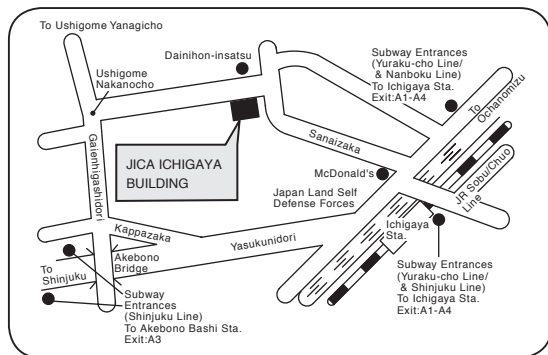 To Ushigome Yanagicho
Dainihon-insatsu
Ushigome
Nakanocho
Subway Entrances
(Yuraku-cho Line/
& Nanboku Line)
To Ichigaya Sta.
Exit:A1-A4
To
Ochanomizu
Sanaizaka
JICA ICHIGAYA
BUILDING
McDonald's
Gaienhigashidori
Japan Land Self
Defense Forces
JR Sobu/Chuo
Line
Ichigaya
Sta.
Kappazaka
Yasukunidori
Akebono
Bridge
To
Shinjuku
Subway
Entrances
(Shinjuku Line)
To Akebono Bashi Sta.
Exit:A3
Subway Entrances
(Yuraku-cho Line/
& Shinjuku Line)
To Ichigaya Sta.
Exit:A1-A4